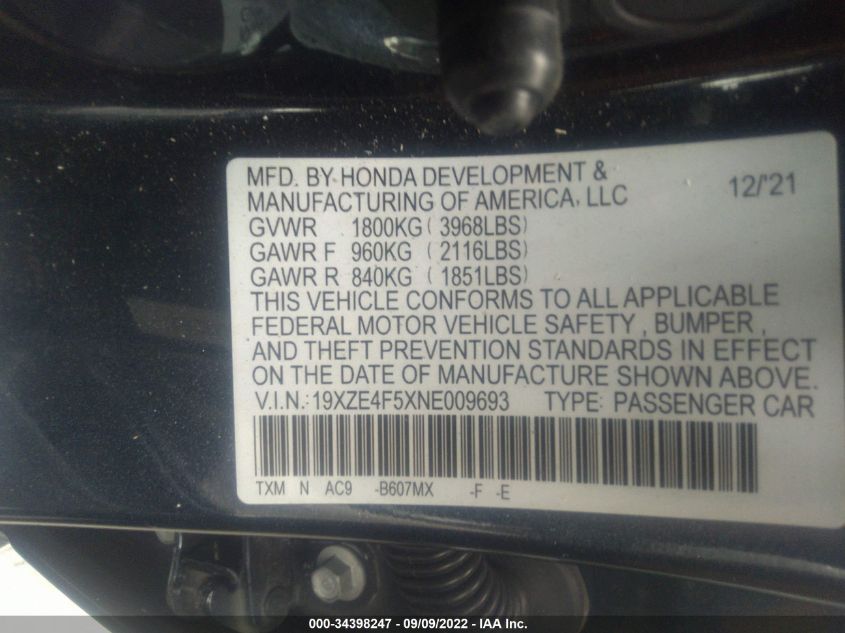 MFD. BY HONDA DEVELOPMENT &
MANUFACTURING OF AMERICA, LLC 12/'21
GVWR 1800KG ( 3968LBS)
GAWR F 960KG ( 2116LBS)
GAWR R 840KG ( 1851LBS)
THIS VEHICLE CONFORMS TO ALL APPLICABLE
FEDERAL MOTOR VEHICLE SAFETY , BUMPER ,
AND THEFT PREVENTION STANDARDS IN EFFECT
ON THE DATE OF MANUFACTURE SHOWN ABOVE.
V.I.N.:19XZE4F5XNE009693 TYPE: PASSENGER CAR
TXM N AC9 -B607MX -F -E
000-34398247 - 09/09/2022 - IAA Inc.